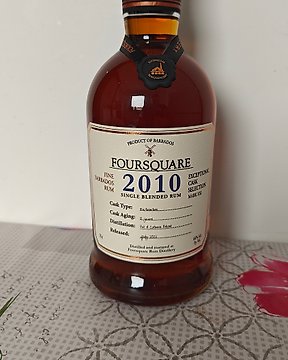 PRODUCT OF BARBADOS
FOURSQUARE
FINE
BARBADOS
RUM
2010
EXCEPTIONAL
CASK
SELECTION
SINGLE BLENDED RUM
Cask Type:
Cask Aging:
Distillation:
Released:
Distilled and matured at
Foursquare Rum Distillery